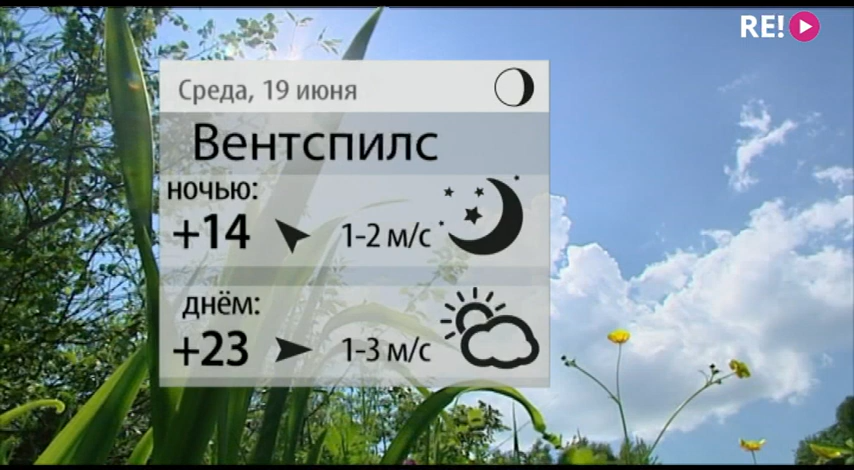 RE!
Среда, 19 июня
Вентспилс
ночью:
+14 1-2 м/с
днём:
+23 1-3 м/с